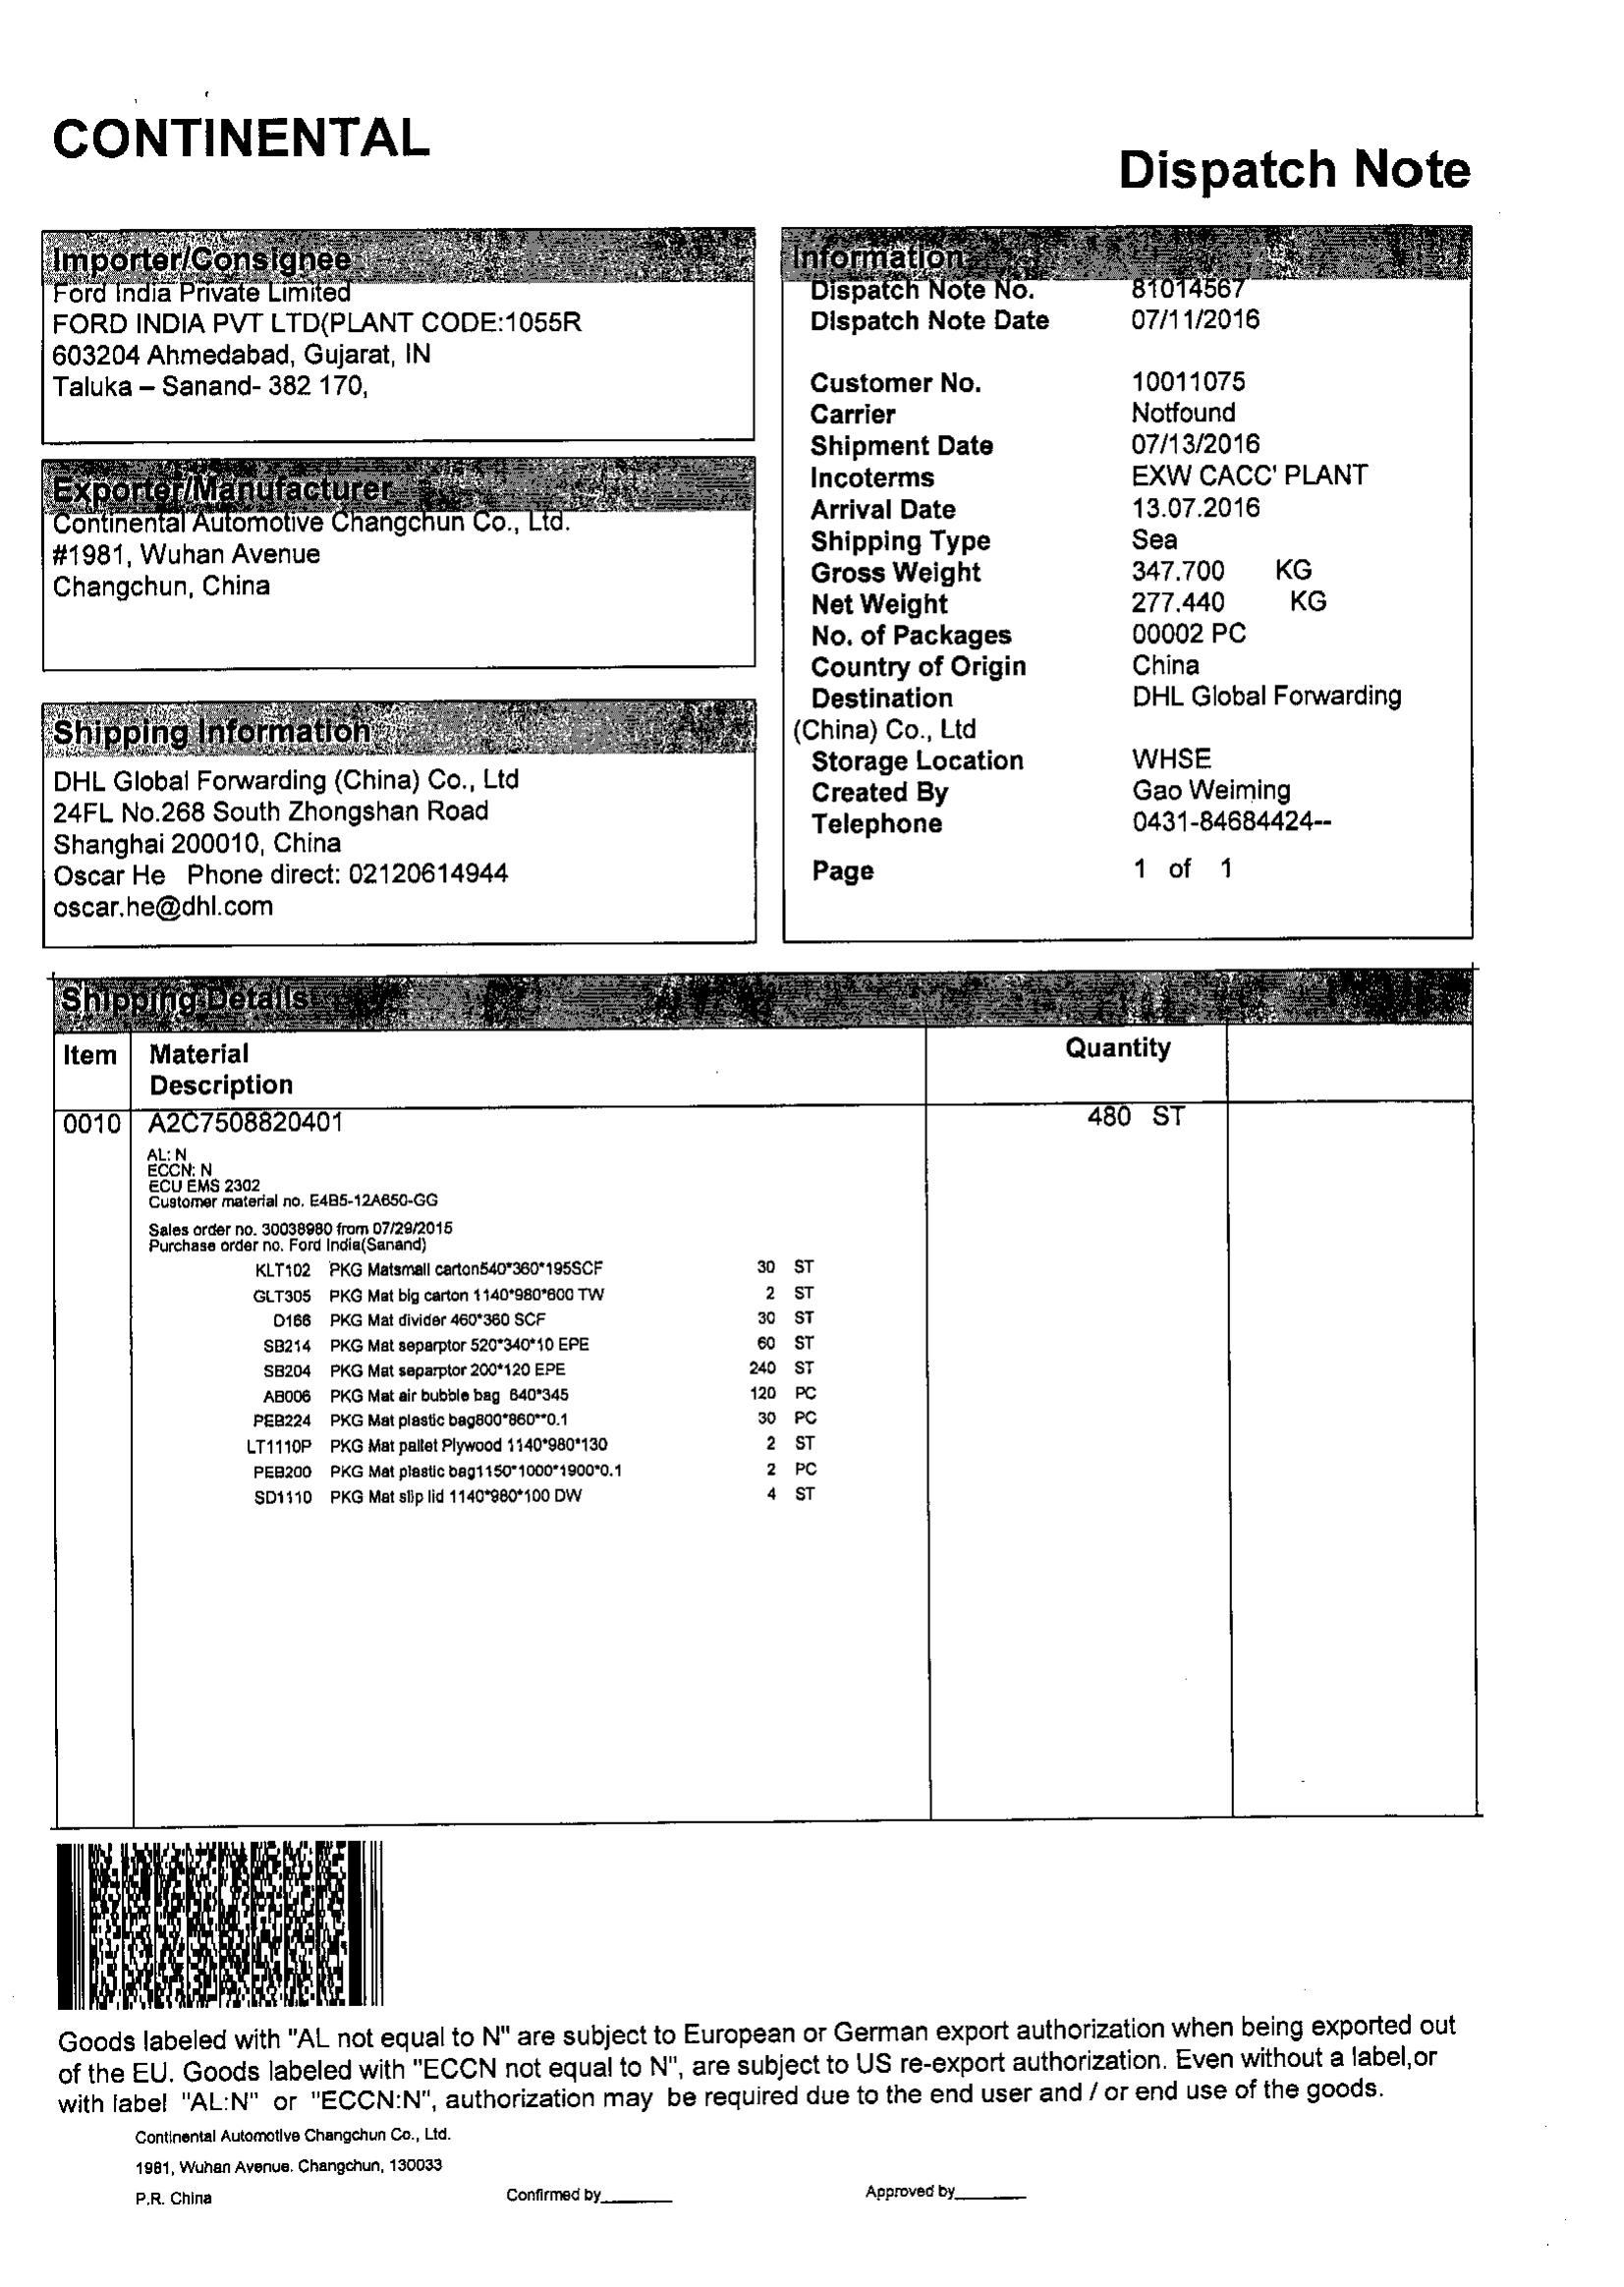 CONTINENTAL
Dispatch Note
Importer/Consignee
Ford India Private Limited
FORD INDIA PVT LTD(PLANT CODE:1055R
603204 Ahmedabad, Gujarat, IN
Taluka – Sanand- 382 170,
Exporter/Manufacturer
Continental Automotive Changchun Co., Ltd.
#1981, Wuhan Avenue
Changchun, China
Shipping Information
DHL Global Forwarding (China) Co., Ltd
24FL No.268 South Zhongshan Road
Shanghai 200010, China
Oscar He Phone direct: 02120614944
oscar.he@dhl.com
Information
Dispatch Note No. 81014567
Dispatch Note Date 07/11/2016
Customer No. 10011075
Carrier Notfound
Shipment Date 07/13/2016
Incoterms EXW CACC' PLANT
Arrival Date 13.07.2016
Shipping Type Sea
Gross Weight 347.700 KG
Net Weight 277.440 KG
No. of Packages 00002 PC
Country of Origin China
Destination DHL Global Forwarding
(China) Co., Ltd
Storage Location WHSE
Created By Gao Weiming
Telephone 0431-84684424--
Page 1 of 1
Shipping Details
Item Material Quantity
Description
0010 A2C7508820401 480 ST
AL: N
ECCN: N
ECU EMS 2302
Customer material no. E4B5-12A650-GG
Sales order no. 30038980 from 07/29/2015
Purchase order no. Ford India(Sanand)
KLT102 PKG Matsmall carton540*360*195SCF 30 ST
GLT305 PKG Mat big carton 1140*980*600 TW 2 ST
D166 PKG Mat divider 460*360 SCF 30 ST
SB214 PKG Mat separptor 520*340*10 EPE 60 ST
SB204 PKG Mat separptor 200*120 EPE 240 ST
AB006 PKG Mat air bubble bag 640*345 120 PC
PEB224 PKG Mat plastic bag800*860**0.1 30 PC
LT1110P PKG Mat pallet Plywood 1140*980*130 2 ST
PEB200 PKG Mat plastic bag1150*1000*1900*0.1 2 PC
SD1110 PKG Mat slip lid 1140*980*100 DW 4 ST
Goods labeled with "AL not equal to N" are subject to European or German export authorization when being exported out
of the EU. Goods labeled with "ECCN not equal to N", are subject to US re-export authorization. Even without a label,or
with label "AL:N" or "ECCN:N", authorization may be required due to the end user and / or end use of the goods.
Continental Automotive Changchun Co., Ltd.
1981, Wuhan Avenue. Changchun, 130033
P.R. China Confirmed by________ Approved by________